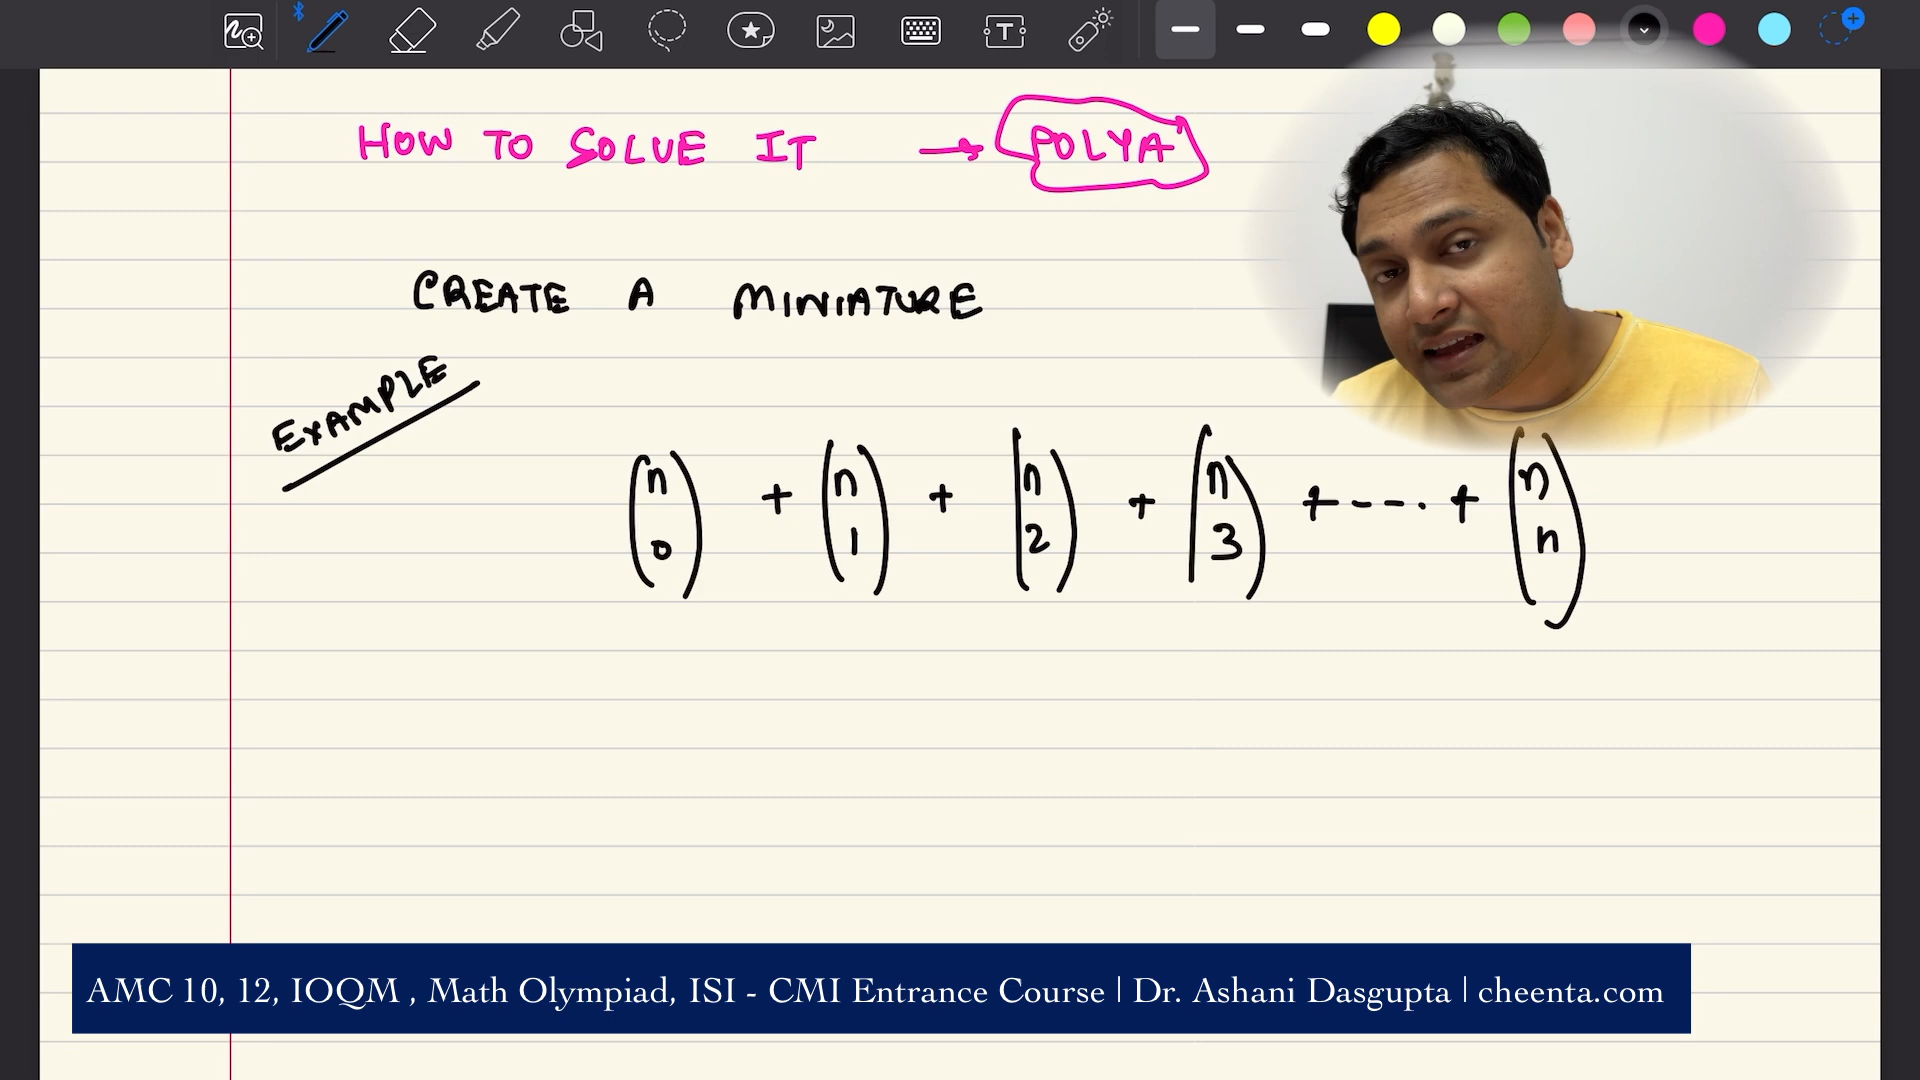 HOW TO SOLVE IT → POLYA
CREATE A MINIATURE
EXAMPLE
(n 0) + (n 1) + (n 2) + (n 3) + ---. + (n n)
AMC 10, 12, IOQM , Math Olympiad, ISI - CMI Entrance Course | Dr. Ashani Dasgupta | cheenta.com